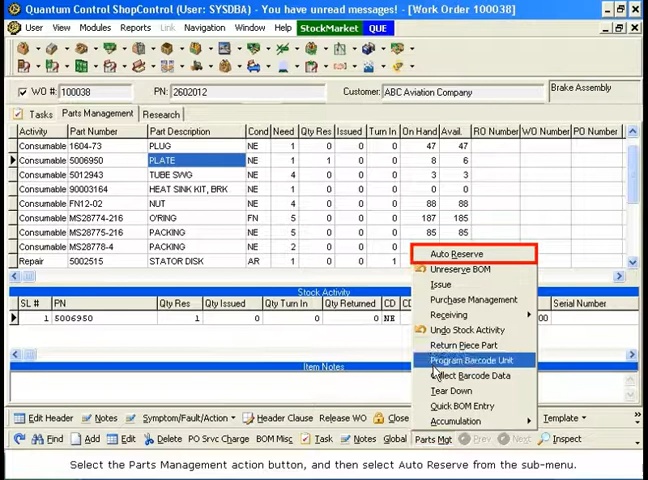 Quantum Control ShopControl (User: SYSDBA) - You have unread messages! - [Work Order 100038]
User Menu Modules Reports Link Navigation Window Help StockMarket QUE
WO #: 100038 PN: 2602012 Customer: ABC Aviation Company Brake Assembly
Tasks Parts Management Research
Activity Part Number Part Description Cond Need Qty Res Issued Turn In On Hand Avail. RO Number WO Number PO Number
Consumable 1604-73 PLUG NE 1 0 0 0 47 47
Consumable 5006950 PLATE NE 1 1 0 0 8 6
Consumable 5012943 TUBE SWG NE 4 0 0 0 3 3
Consumable 90003164 HEAT SINK KIT, BRK NE 1 0 0 0 0 0
Consumable FN12-02 NUT NE 4 0 0 0 88 88
Consumable MS28774-216 O'RING FN 5 0 0 0 187 185
Consumable MS28775-216 PACKING NE 5 0 0 0 85 85
Consumable MS28778-4 PACKING NE 2 0 0 0
Repair 5002515 STATOR DISK AR 1 0 0 1
Stock Activity
SL # PN Qty Res Qty Issued Qty Turn In Qty Returned CD Serial Number
1 5006950 1 0 0 0 NE 00
Item Notes
Auto Reserve
Unreserve BOM
Issue
Purchase Management
Receiving
Undo Stock Activity
Return Piece Part
Program Barcode Unit
Collect Barcode Data
Tear Down
Quick BOM Entry
Accumulation
Edit Header Notes Symptom/Fault/Action Header Clause Release WO Close Template
Find Add Edit Delete PO Srvc Charge BOM Misc Task Notes Global Parts Mgt Prev Next Inspect
Select the Parts Management action button, and then select Auto Reserve from the sub-menu.